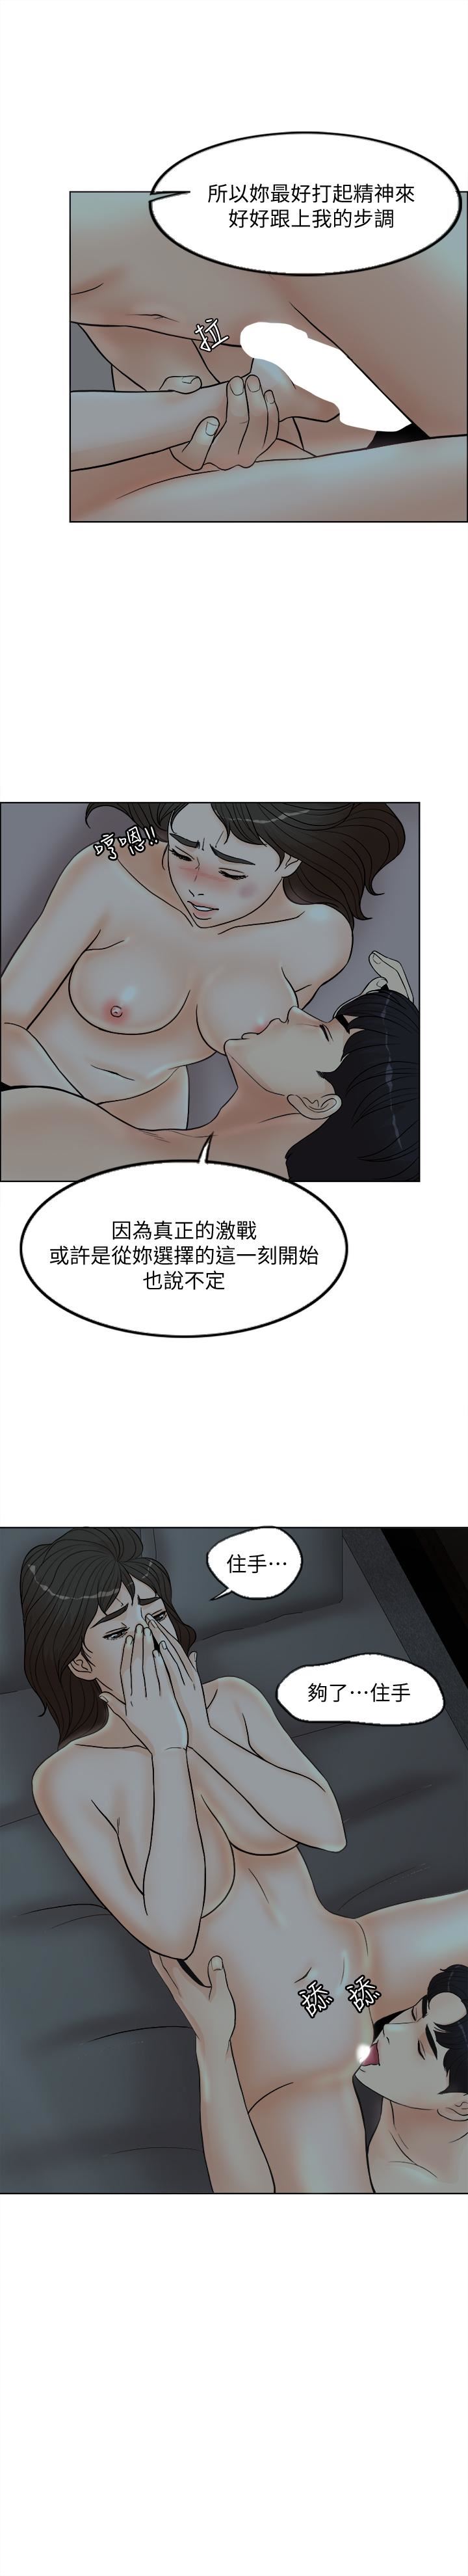 所以妳最好打起精神來
好好跟上我的步調
拉
哼嗯!!
因為真正的激戰
或許是從妳選擇的這一刻開始
也說不定
住手…
夠了…住手
舔 舔